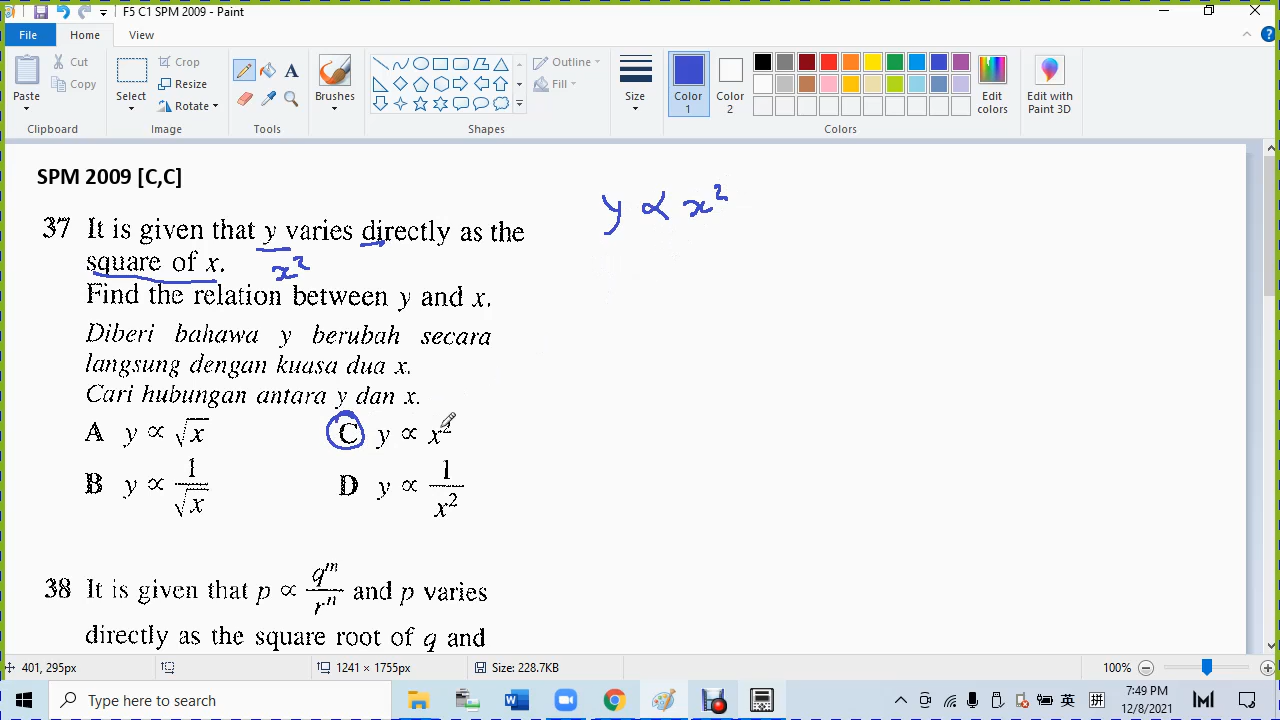 F5 C1 SPM 2009 - Paint
File Home View
Paste Cut Copy
Clipboard
Select Crop Resize Rotate
Image
A
Tools
Brushes
Outline Fill
Shapes
Size
Color 1
Color 2
Edit colors
Colors
Edit with Paint 3D
SPM 2009 [C,C]
y ∝ x²
37 It is given that y varies directly as the
square of x.
x²
Find the relation between y and x.
Diberi bahawa y berubah secara
langsung dengan kuasa dua x.
Cari hubungan antara y dan x.
A y ∝ √x C y ∝ x²
B y ∝ 1/√x D y ∝ 1/x²
38 It is given that p ∝ qᵐ/rⁿ and p varies
directly as the square root of q and
401, 295px 1241 × 1755px Size: 228.7KB 100%
Type here to search 英 拼 7:49 PM
12/8/2021